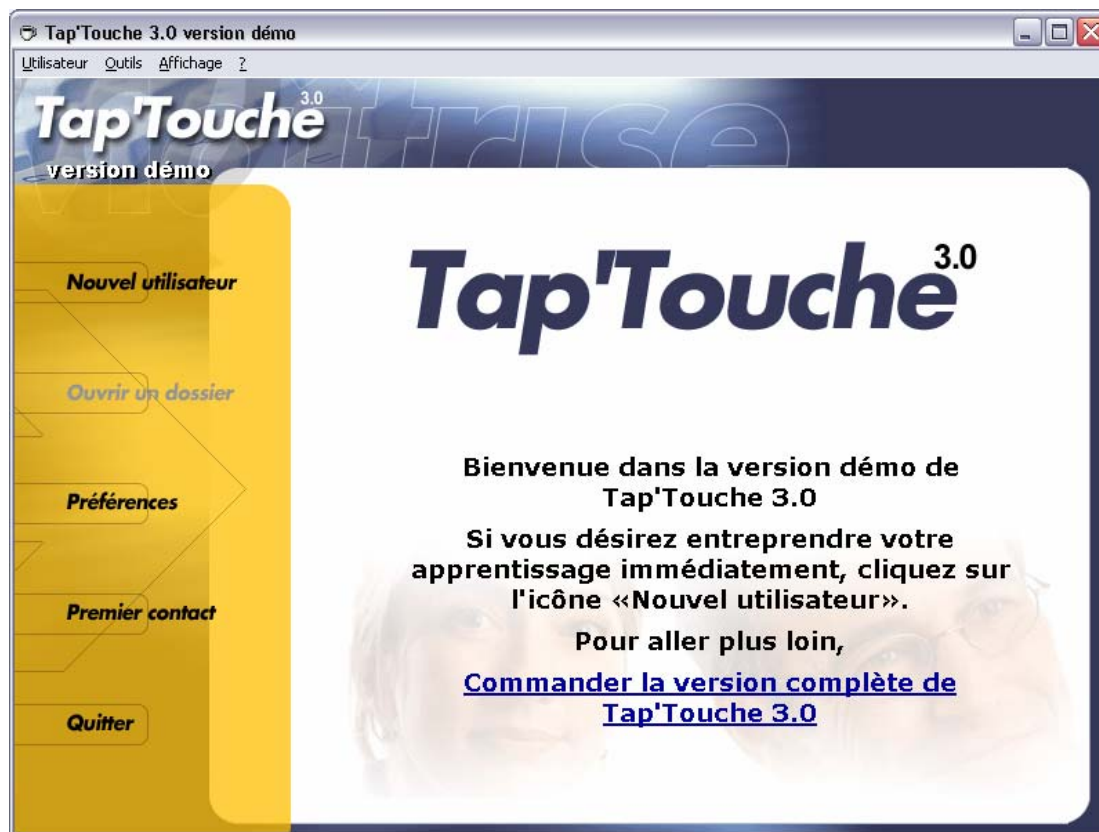 Tap'Touche 3.0 version démo
Utilisateur Outils Affichage ?
maîtrise
Tap'Touche 3.0
version démo
Nouvel utilisateur
Ouvrir un dossier
Préférences
Premier contact
Quitter
Tap'Touche 3.0
Bienvenue dans la version démo de
Tap'Touche 3.0
Si vous désirez entreprendre votre
apprentissage immédiatement, cliquez sur
l'icône «Nouvel utilisateur».
Pour aller plus loin,
Commander la version complète de
Tap'Touche 3.0